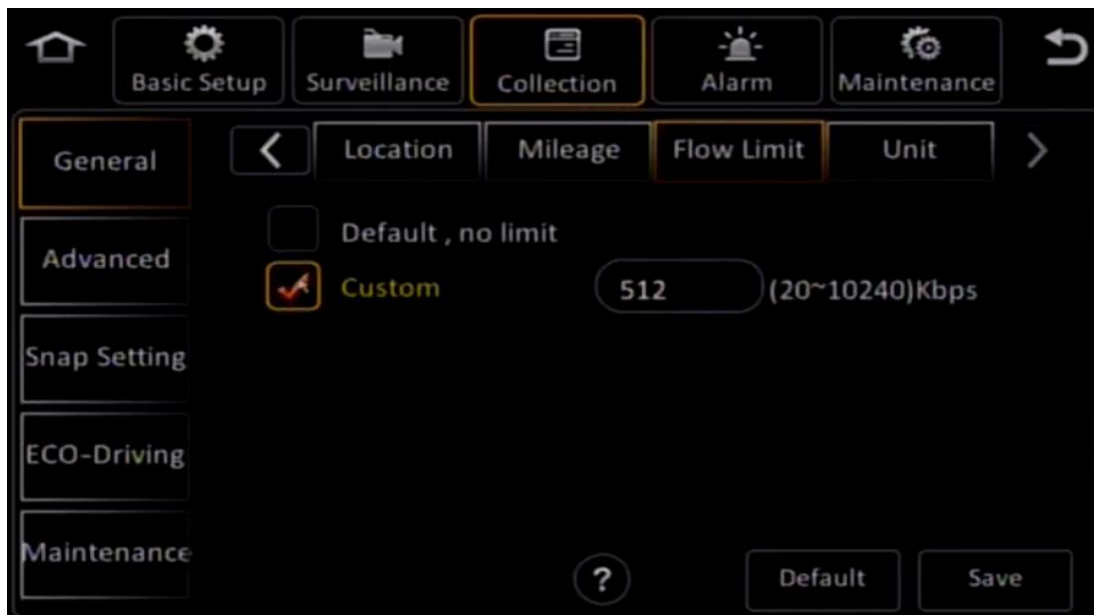 Basic Setup
Surveillance
Collection
Alarm
Maintenance
General
Location
Mileage
Flow Limit
Unit
Advanced
Default , no limit
Custom
512
(20~10240)Kbps
Snap Setting
ECO-Driving
Maintenance
?
Default
Save